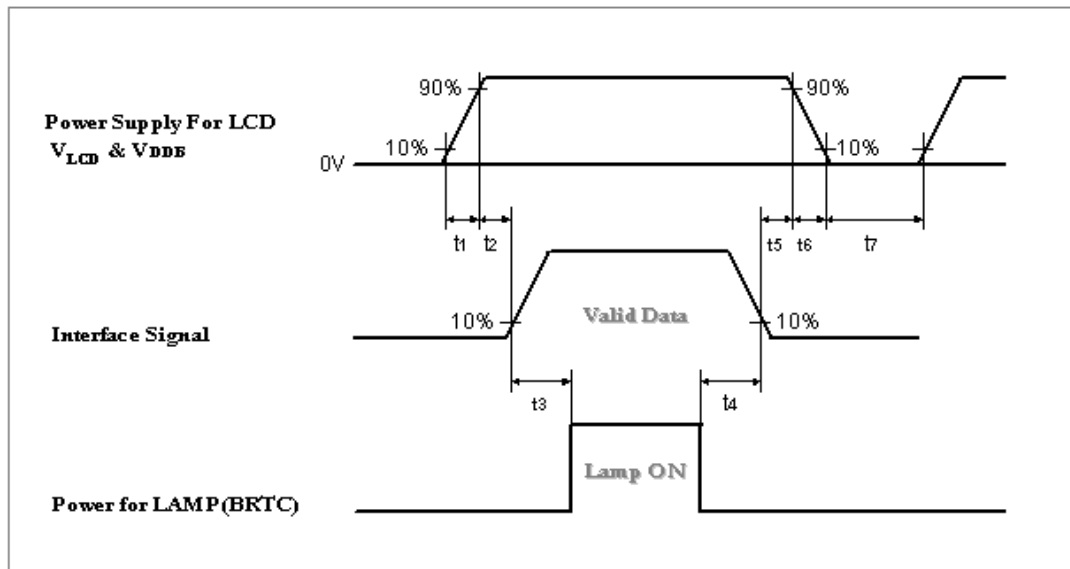 90%
90%
Power Supply For LCD
VLCD & VDDB
10%
10%
0V
t1
t2
t5
t6
t7
Valid Data
10%
10%
Interface Signal
t3
t4
Lamp ON
Power for LAMP(BRTC)